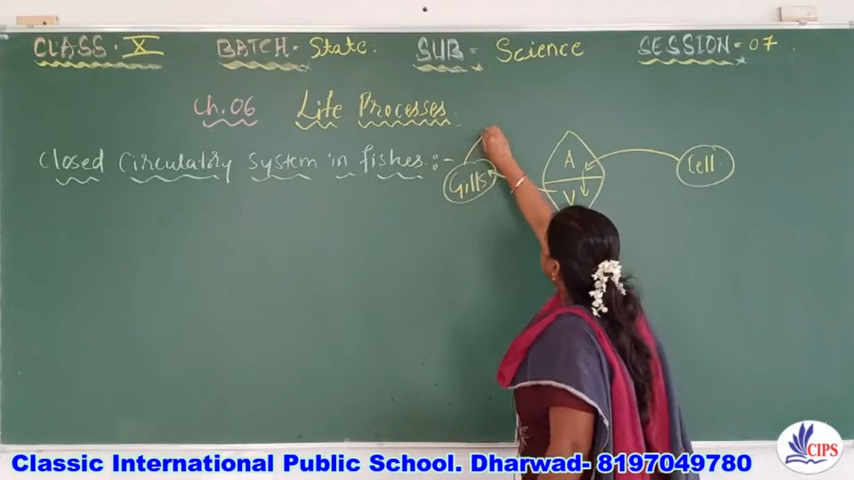 CLASS - X BATCH - State SUB = Science SESSION = 07
Ch. 06 Life Processes
Closed Circulatory System in fishes :-
Gills A V Cell
CIPS
Classic International Public School. Dharwad- 8197049780